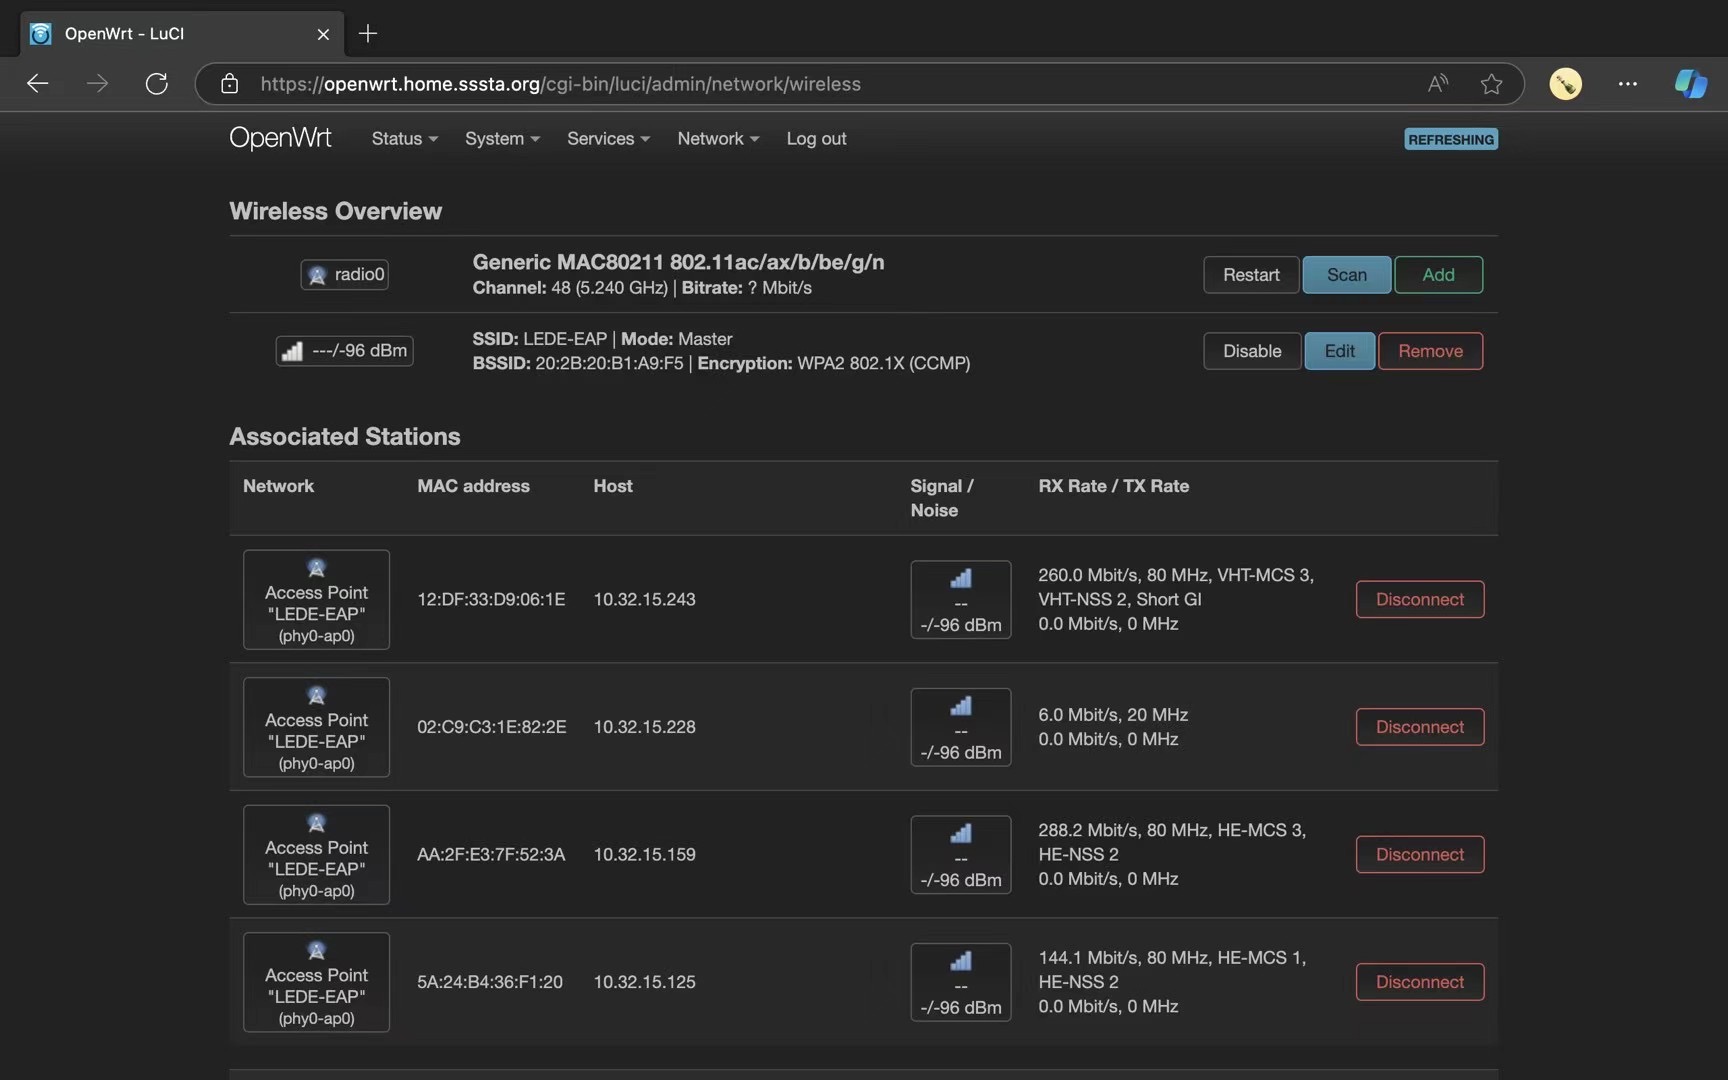 OpenWrt - LuCI
https://openwrt.home.sssta.org/cgi-bin/luci/admin/network/wireless
OpenWrt Status System Services Network Log out REFRESHING
Wireless Overview
radio0
Generic MAC80211 802.11ac/ax/b/be/g/n
Channel: 48 (5.240 GHz) | Bitrate: ? Mbit/s
Restart Scan Add
---/-96 dBm
SSID: LEDE-EAP | Mode: Master
BSSID: 20:2B:20:B1:A9:F5 | Encryption: WPA2 802.1X (CCMP)
Disable Edit Remove
Associated Stations
Network MAC address Host Signal / Noise RX Rate / TX Rate
Access Point
"LEDE-EAP"
(phy0-ap0)
12:DF:33:D9:06:1E
10.32.15.243
--
-/-96 dBm
260.0 Mbit/s, 80 MHz, VHT-MCS 3,
VHT-NSS 2, Short GI
0.0 Mbit/s, 0 MHz
Disconnect
Access Point
"LEDE-EAP"
(phy0-ap0)
02:C9:C3:1E:82:2E
10.32.15.228
--
-/-96 dBm
6.0 Mbit/s, 20 MHz
0.0 Mbit/s, 0 MHz
Disconnect
Access Point
"LEDE-EAP"
(phy0-ap0)
AA:2F:E3:7F:52:3A
10.32.15.159
--
-/-96 dBm
288.2 Mbit/s, 80 MHz, HE-MCS 3,
HE-NSS 2
0.0 Mbit/s, 0 MHz
Disconnect
Access Point
"LEDE-EAP"
(phy0-ap0)
5A:24:B4:36:F1:20
10.32.15.125
--
-/-96 dBm
144.1 Mbit/s, 80 MHz, HE-MCS 1,
HE-NSS 2
0.0 Mbit/s, 0 MHz
Disconnect